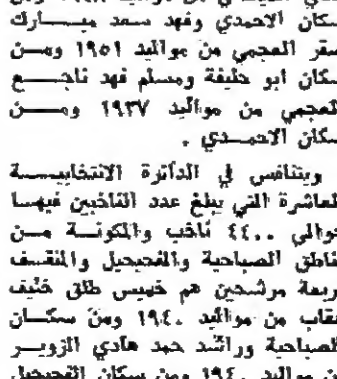 سكان الاحمدي وفهد سعد مبارك
صقر العجمي من مواليد ١٩٥١ ومن
سكان ابو حليفة ومسلم فهد ناجع
العجمي من مواليد ١٩٣٧ ومن
سكان الاحمدي .
ويتنافس في الدائرة الانتخابية
العاشرة التي يبلغ عدد الناخبين فيها
حوالي ٤٤٠٠ ناخب والمكونة من
مناطق الصباحية والفحيحيل والمنقف
اربعة مرشحين هم خميس طلق
عقاب من مواليد ١٩٤٠ ومن سكان
الصباحية وراشد حمد هادي الزوير
من مواليد ١٩٤٠ ومن سكان الفحيحيل